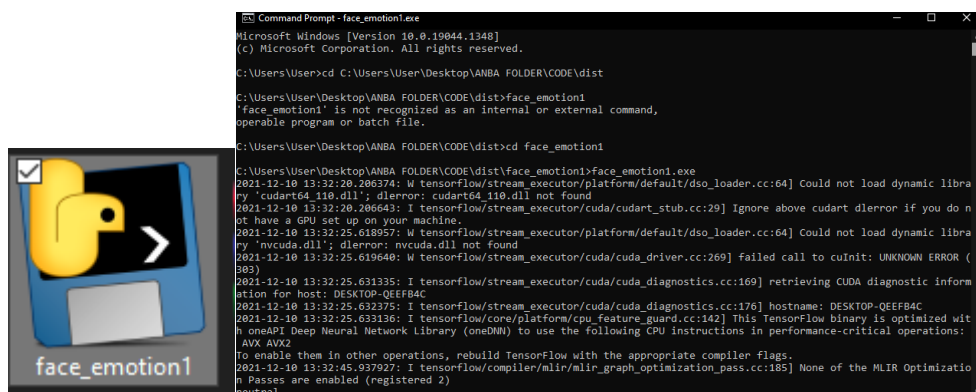 face_emotion1
Command Prompt - face_emotion1.exe
Microsoft Windows [Version 10.0.19044.1348]
(c) Microsoft Corporation. All rights reserved.
C:\Users\User>cd C:\Users\User\Desktop\ANBA FOLDER\CODE\dist
C:\Users\User\Desktop\ANBA FOLDER\CODE\dist>face_emotion1
'face_emotion1' is not recognized as an internal or external command,
operable program or batch file.
C:\Users\User\Desktop\ANBA FOLDER\CODE\dist>cd face_emotion1
C:\Users\User\Desktop\ANBA FOLDER\CODE\dist\face_emotion1>face_emotion1.exe
2021-12-10 13:32:20.206374: W tensorflow/stream_executor/platform/default/dso_loader.cc:64] Could not load dynamic libra
ry 'cudart64_110.dll'; dlerror: cudart64_110.dll not found
2021-12-10 13:32:20.206643: I tensorflow/stream_executor/cuda/cudart_stub.cc:29] Ignore above cudart dlerror if you do n
ot have a GPU set up on your machine.
2021-12-10 13:32:25.618957: W tensorflow/stream_executor/platform/default/dso_loader.cc:64] Could not load dynamic libra
ry 'nvcuda.dll'; dlerror: nvcuda.dll not found
2021-12-10 13:32:25.619640: W tensorflow/stream_executor/cuda/cuda_driver.cc:269] failed call to cuInit: UNKNOWN ERROR (
303)
2021-12-10 13:32:25.631335: I tensorflow/stream_executor/cuda/cuda_diagnostics.cc:169] retrieving CUDA diagnostic inform
ation for host: DESKTOP-QEEFB4C
2021-12-10 13:32:25.632375: I tensorflow/stream_executor/cuda/cuda_diagnostics.cc:176] hostname: DESKTOP-QEEFB4C
2021-12-10 13:32:25.633136: I tensorflow/core/platform/cpu_feature_guard.cc:142] This TensorFlow binary is optimized wit
h oneAPI Deep Neural Network Library (oneDNN) to use the following CPU instructions in performance-critical operations:
AVX AVX2
To enable them in other operations, rebuild TensorFlow with the appropriate compiler flags.
2021-12-10 13:32:45.937927: I tensorflow/compiler/mlir/mlir_graph_optimization_pass.cc:185] None of the MLIR Optimizatio
n Passes are enabled (registered 2)
neutral